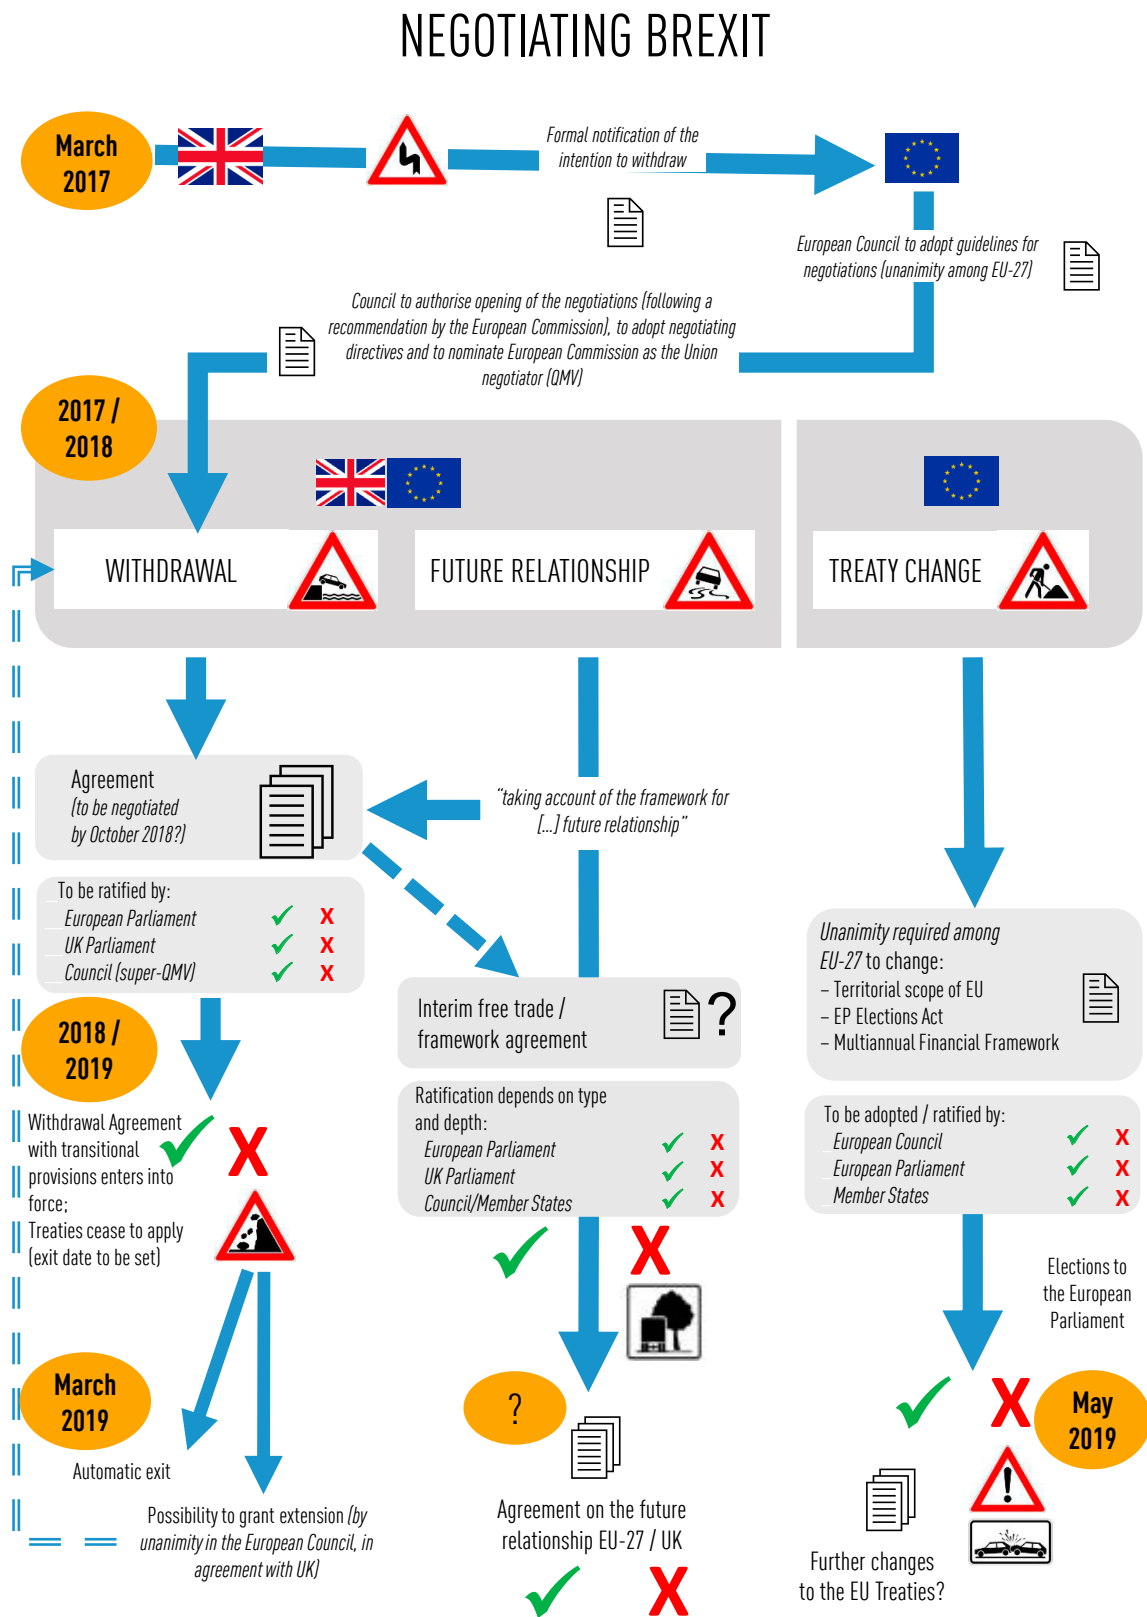 NEGOTIATING BREXIT
March
2017
Formal notification of the
intention to withdraw
European Council to adopt guidelines for
negotiations (unanimity among EU-27)
Council to authorise opening of the negotiations (following a
recommendation by the European Commission), to adopt negotiating
directives and to nominate European Commission as the Union
negotiator (QMV)
2017 /
2018
WITHDRAWAL
FUTURE RELATIONSHIP
TREATY CHANGE
Agreement
(to be negotiated
by October 2018?)
"taking account of the framework for
[...] future relationship"
To be ratified by:
European Parliament
X
UK Parliament
X
Council (super-QMV)
X
2018 /
2019
Withdrawal Agreement
with transitional
provisions enters into
force;
Treaties cease to apply
(exit date to be set)
X
March
2019
Automatic exit
Possibility to grant extension (by
unanimity in the European Council, in
agreement with UK)
Interim free trade /
framework agreement
?
Ratification depends on type
and depth:
European Parliament
X
UK Parliament
X
Council/Member States
X
X
?
Agreement on the future
relationship EU-27 / UK
X
Unanimity required among
EU-27 to change:
– Territorial scope of EU
– EP Elections Act
– Multiannual Financial Framework
To be adopted / ratified by:
European Council
X
European Parliament
X
Member States
X
Elections to
the European
Parliament
X
May
2019
!
Further changes
to the EU Treaties?